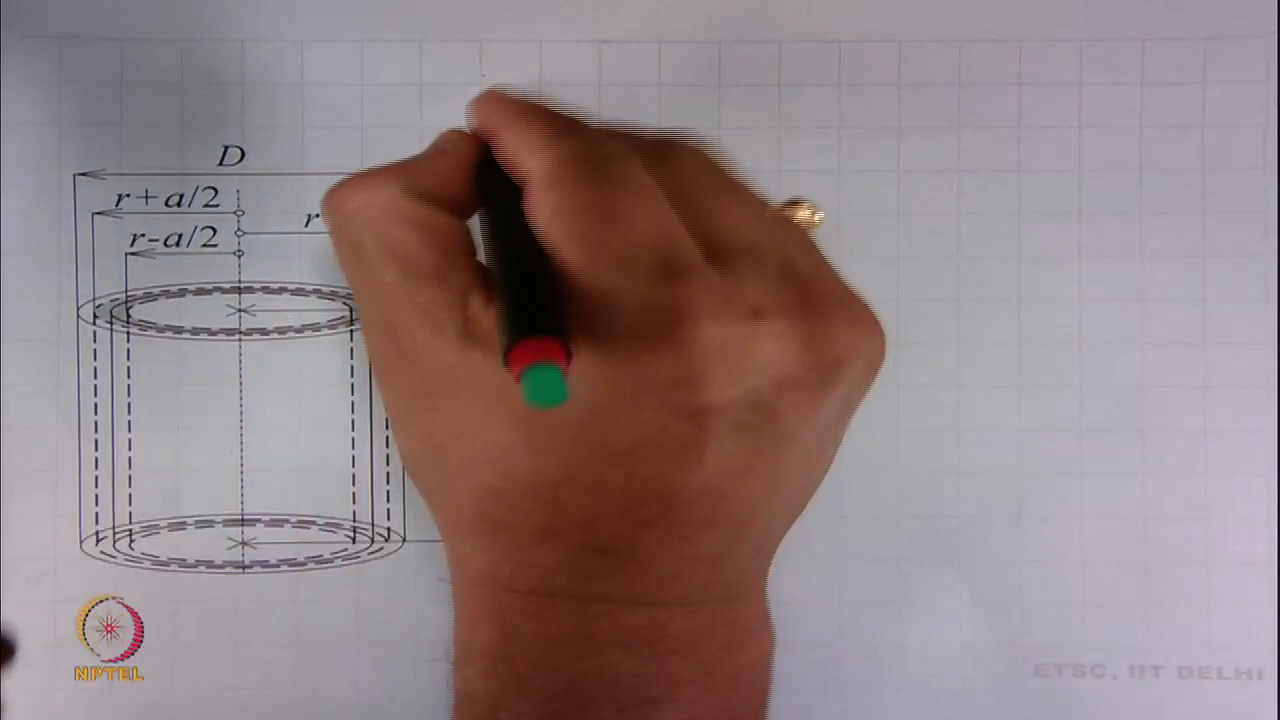 D
r+a/2
r
r-a/2
NPTEL
ETSC, IIT DELHI